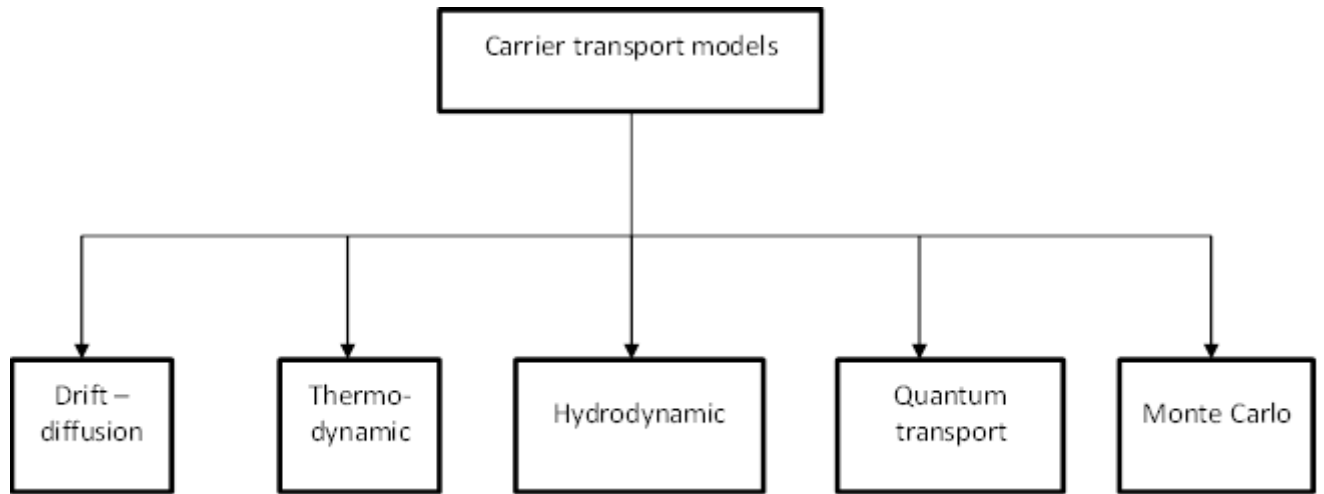 Carrier transport models
Drift –
diffusion
Thermo-
dynamic
Hydrodynamic
Quantum
transport
Monte Carlo